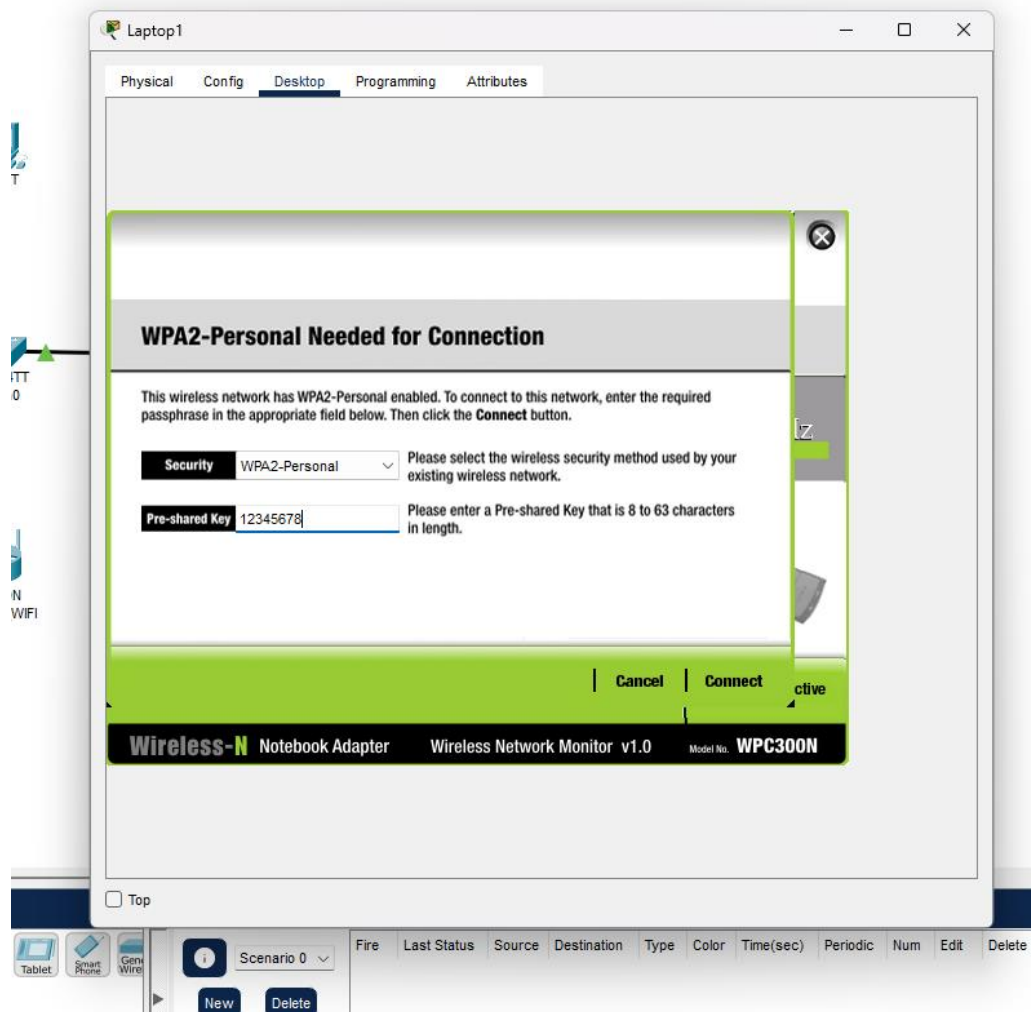 Laptop1
Physical Config Desktop Programming Attributes
T
TT
0
N
WIFI
WPA2-Personal Needed for Connection
This wireless network has WPA2-Personal enabled. To connect to this network, enter the required
passphrase in the appropriate field below. Then click the Connect button.
Security WPA2-Personal Please select the wireless security method used by your
existing wireless network.
Pre-shared Key 12345678 Please enter a Pre-shared Key that is 8 to 63 characters
in length.
Cancel Connect
ctive
Wireless-N Notebook Adapter Wireless Network Monitor v1.0 Model No. WPC300N
Top
Tablet
Smart
Phone
Scenario 0
New Delete
Fire Last Status Source Destination Type Color Time(sec) Periodic Num Edit Delete